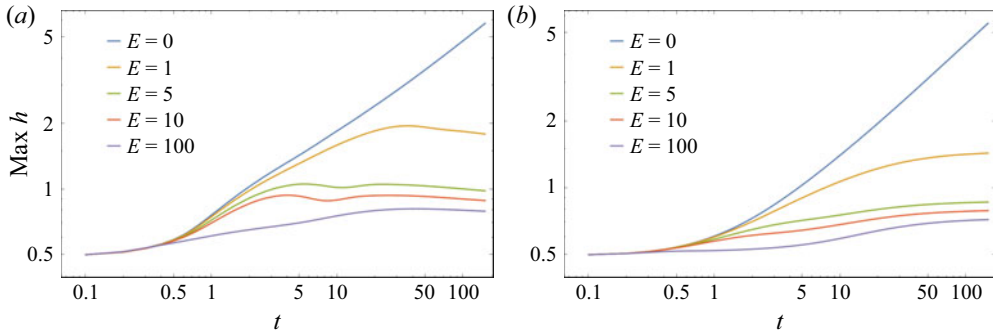 (a)
5
2
1
0.5
Max h
E = 0
E = 1
E = 5
E = 10
E = 100
0.1 0.5 1 5 10 50 100
t
(b)
5
2
1
0.5
E = 0
E = 1
E = 5
E = 10
E = 100
0.1 0.5 1 5 10 50 100
t